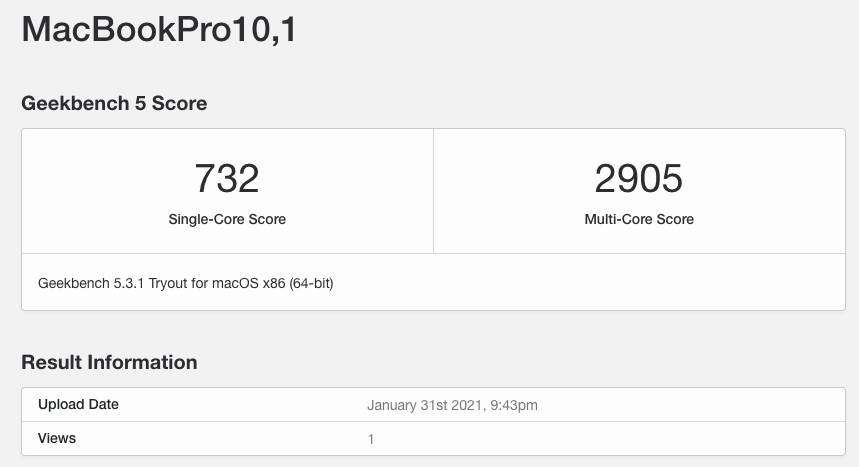 MacBookPro10,1
Geekbench 5 Score
732
2905
Single-Core Score
Multi-Core Score
Geekbench 5.3.1 Tryout for macOS x86 (64-bit)
Result Information
Upload Date January 31st 2021, 9:43pm
Views 1